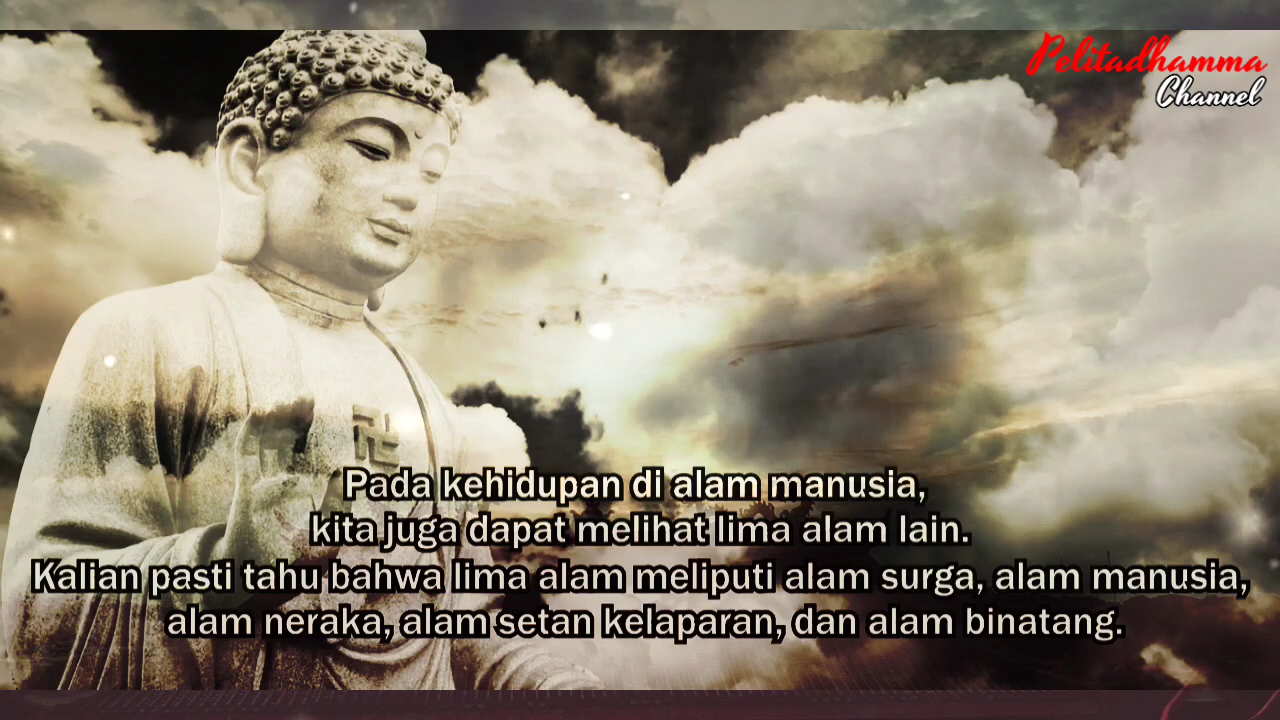 Pelitadhamma
Channel
Pada kehidupan di alam manusia,
kita juga dapat melihat lima alam lain.
Kalian pasti tahu bahwa lima alam meliputi alam surga, alam manusia,
alam neraka, alam setan kelaparan, dan alam binatang.